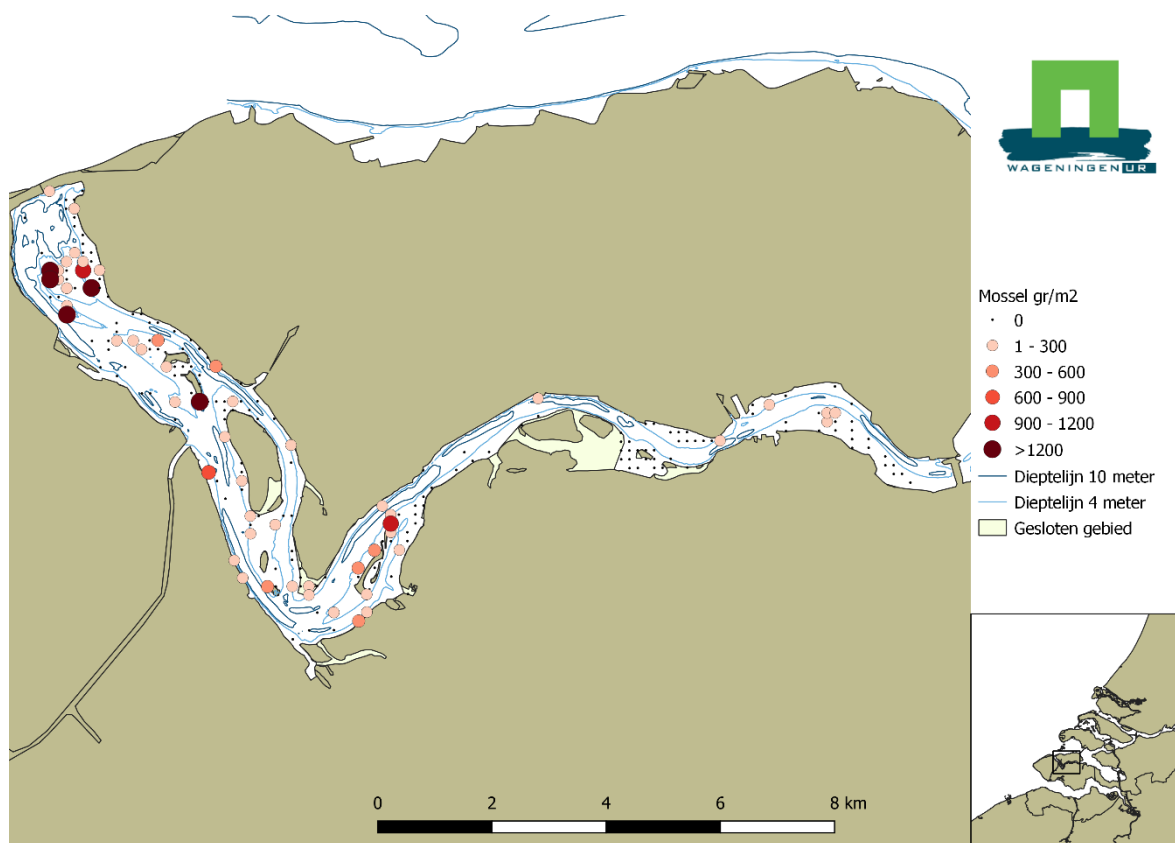 WAGENINGEN UR
Mossel gr/m2
0
1 - 300
300 - 600
600 - 900
900 - 1200
>1200
Dieptelijn 10 meter
Dieptelijn 4 meter
Gesloten gebied
0 2 4 6 8 km